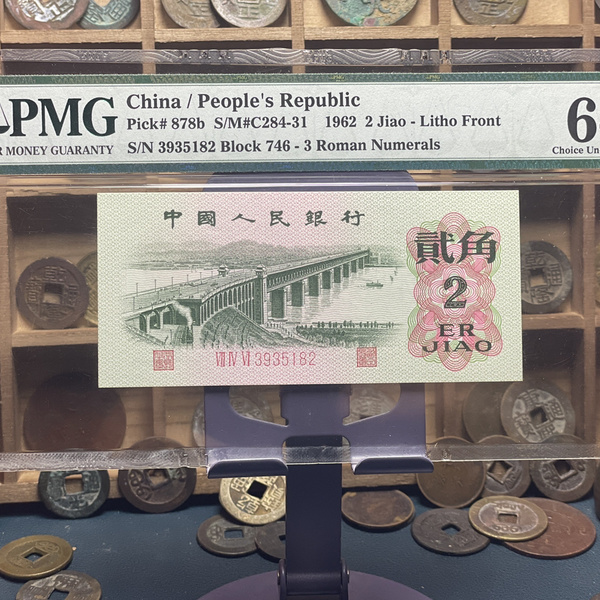 PMG
MONEY GUARANTY
China / People's Republic
Pick# 878b S/M#C284-31 1962 2 Jiao - Litho Front
S/N 3935182 Block 746 - 3 Roman Numerals
6
Choice Un
中國人民銀行
貳角
2
ER
JIAO
VII IV VI 3935182